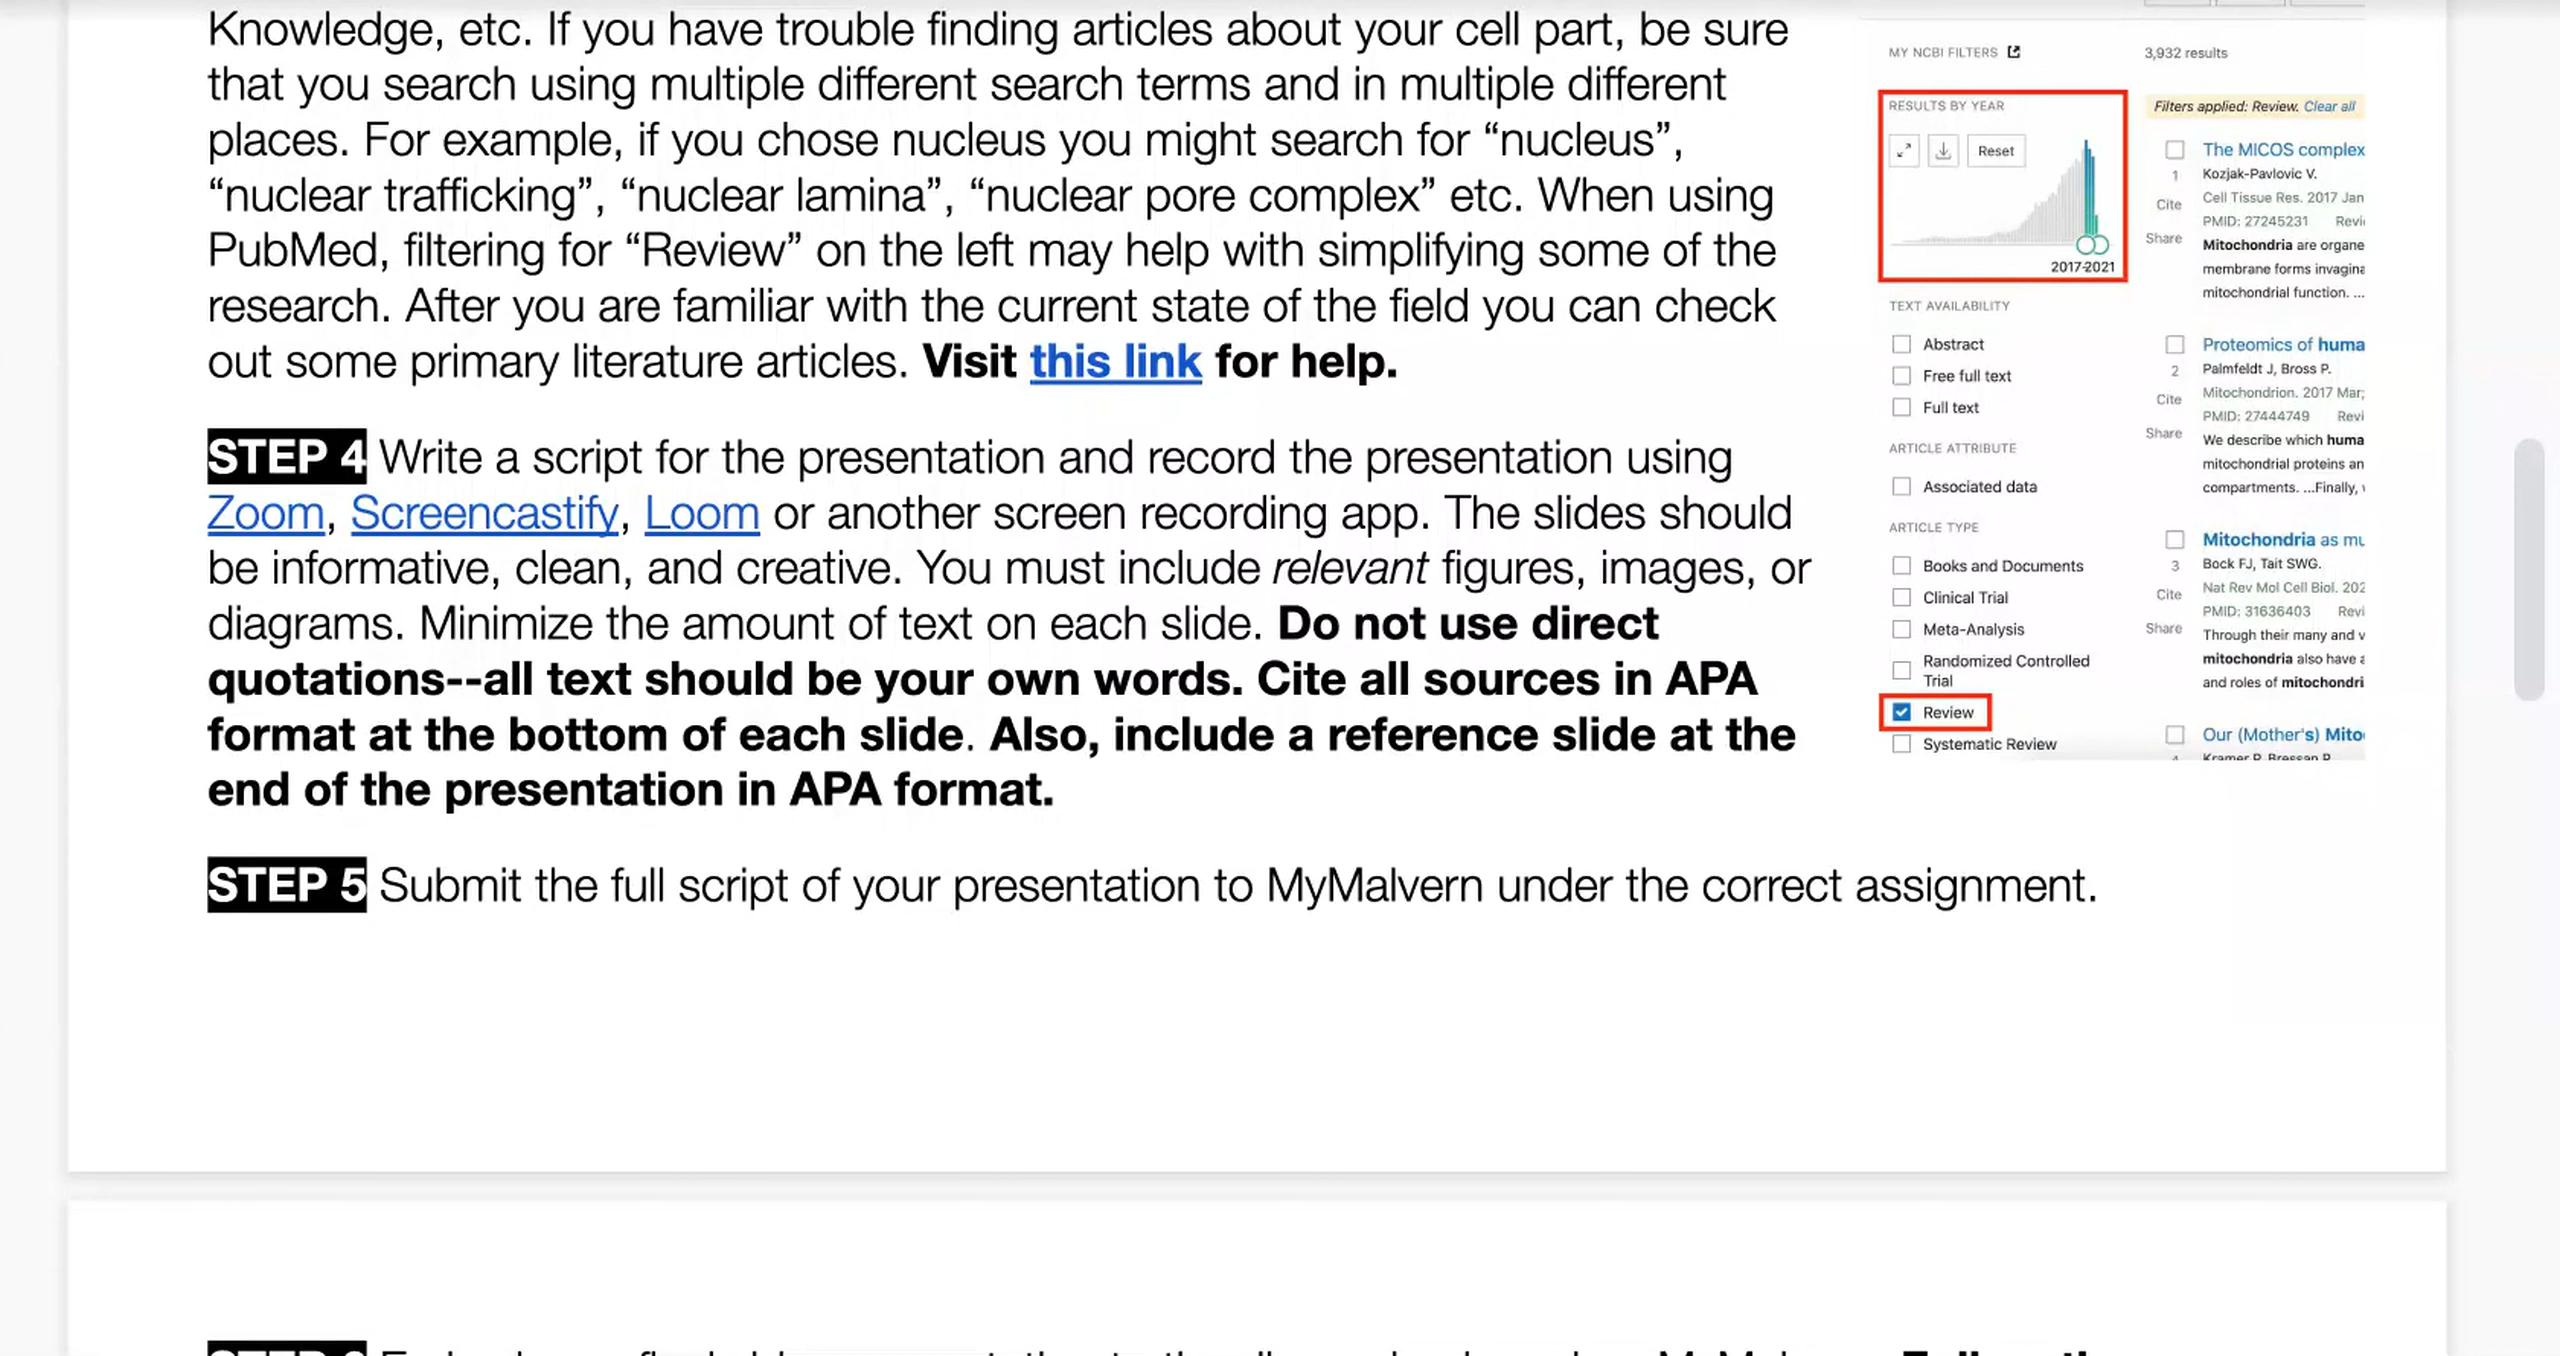 Knowledge, etc. If you have trouble finding articles about your cell part, be sure
that you search using multiple different search terms and in multiple different
places. For example, if you chose nucleus you might search for “nucleus”,
“nuclear trafficking”, “nuclear lamina”, “nuclear pore complex” etc. When using
PubMed, filtering for “Review” on the left may help with simplifying some of the
research. After you are familiar with the current state of the field you can check
out some primary literature articles. Visit this link for help.
STEP 4 Write a script for the presentation and record the presentation using
Zoom, Screencastify, Loom or another screen recording app. The slides should
be informative, clean, and creative. You must include relevant figures, images, or
diagrams. Minimize the amount of text on each slide. Do not use direct
quotations--all text should be your own words. Cite all sources in APA
format at the bottom of each slide. Also, include a reference slide at the
end of the presentation in APA format.
STEP 5 Submit the full script of your presentation to MyMalvern under the correct assignment.
MY NCBI FILTERS
RESULTS BY YEAR
Reset
2017-2021
TEXT AVAILABILITY
Abstract
Free full text
Full text
ARTICLE ATTRIBUTE
Associated data
ARTICLE TYPE
Books and Documents
Clinical Trial
Meta-Analysis
Randomized Controlled
Trial
Review
Systematic Review
3,932 results
Filters applied: Review. Clear all
The MICOS complex
1 Kozjak-Pavlovic V.
Cite Cell Tissue Res. 2017 Jan
PMID: 27245231 Revi
Share Mitochondria are organe
membrane forms invagina
mitochondrial function. ...
Proteomics of huma
2 Palmfeldt J, Bross P.
Cite Mitochondrion. 2017 Mar;
PMID: 27444749 Revi
Share We describe which huma
mitochondrial proteins an
compartments. ...Finally,
Mitochondria as mu
3 Bock FJ, Tait SWG.
Cite Nat Rev Mol Cell Biol. 202
PMID: 31636403 Revi
Share Through their many and v
mitochondria also have
and roles of mitochondri
Our (Mother's) Mito
Kramer P, Bressan P